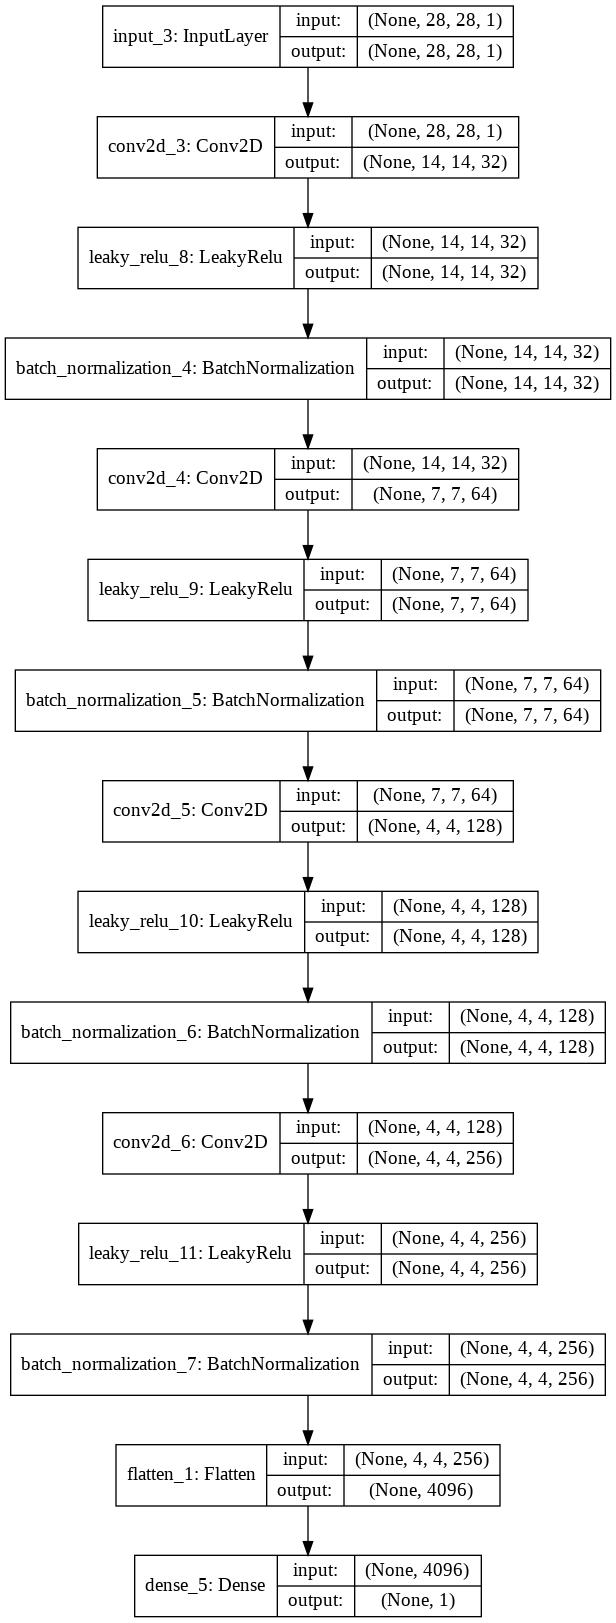 input_3: InputLayer
input: (None, 28, 28, 1)
output: (None, 28, 28, 1)
conv2d_3: Conv2D
input: (None, 28, 28, 1)
output: (None, 14, 14, 32)
leaky_relu_8: LeakyRelu
input: (None, 14, 14, 32)
output: (None, 14, 14, 32)
batch_normalization_4: BatchNormalization
input: (None, 14, 14, 32)
output: (None, 14, 14, 32)
conv2d_4: Conv2D
input: (None, 14, 14, 32)
output: (None, 7, 7, 64)
leaky_relu_9: LeakyRelu
input: (None, 7, 7, 64)
output: (None, 7, 7, 64)
batch_normalization_5: BatchNormalization
input: (None, 7, 7, 64)
output: (None, 7, 7, 64)
conv2d_5: Conv2D
input: (None, 7, 7, 64)
output: (None, 4, 4, 128)
leaky_relu_10: LeakyRelu
input: (None, 4, 4, 128)
output: (None, 4, 4, 128)
batch_normalization_6: BatchNormalization
input: (None, 4, 4, 128)
output: (None, 4, 4, 128)
conv2d_6: Conv2D
input: (None, 4, 4, 128)
output: (None, 4, 4, 256)
leaky_relu_11: LeakyRelu
input: (None, 4, 4, 256)
output: (None, 4, 4, 256)
batch_normalization_7: BatchNormalization
input: (None, 4, 4, 256)
output: (None, 4, 4, 256)
flatten_1: Flatten
input: (None, 4, 4, 256)
output: (None, 4096)
dense_5: Dense
input: (None, 4096)
output: (None, 1)